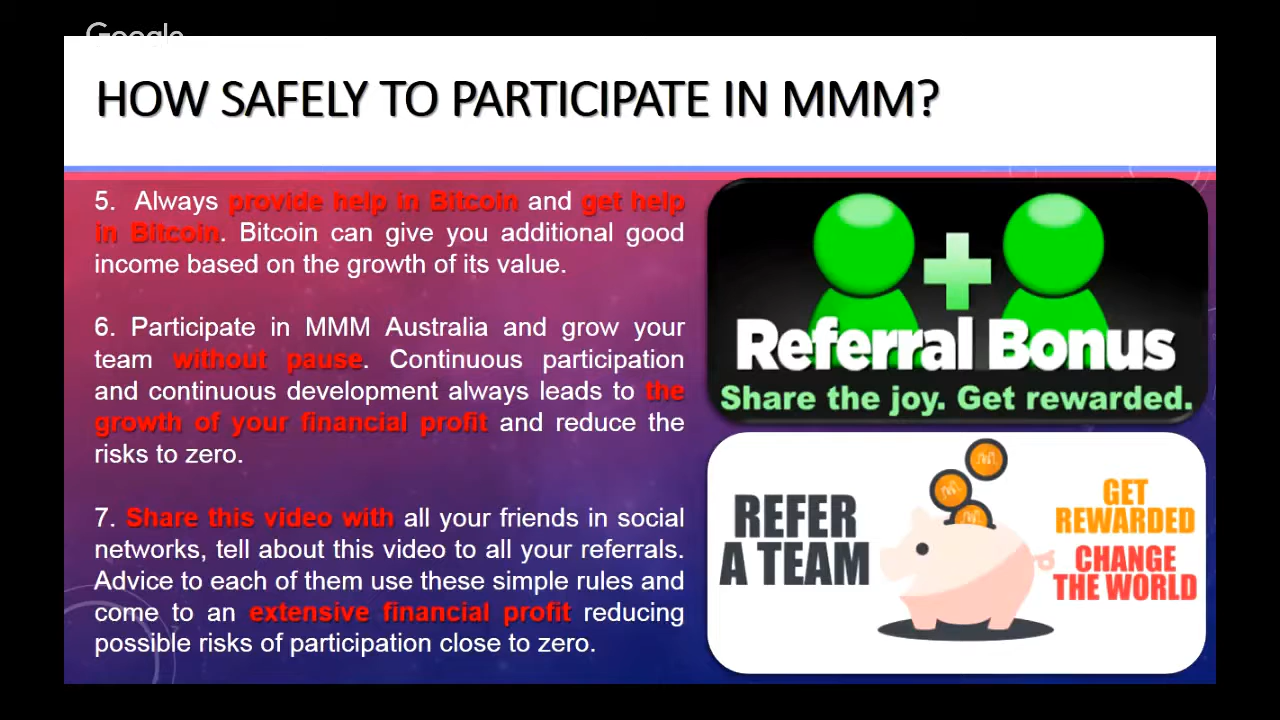 Google
HOW SAFELY TO PARTICIPATE IN MMM?
5. Always provide help in Bitcoin and get help
in Bitcoin. Bitcoin can give you additional good
income based on the growth of its value.
6. Participate in MMM Australia and grow your
team without pause. Continuous participation
and continuous development always leads to the
growth of your financial profit and reduce the
risks to zero.
7. Share this video with all your friends in social
networks, tell about this video to all your referrals.
Advice to each of them use these simple rules and
come to an extensive financial profit reducing
possible risks of participation close to zero.
Referral Bonus
Share the joy. Get rewarded.
REFER
A TEAM
GET
REWARDED
CHANGE
THE WORLD